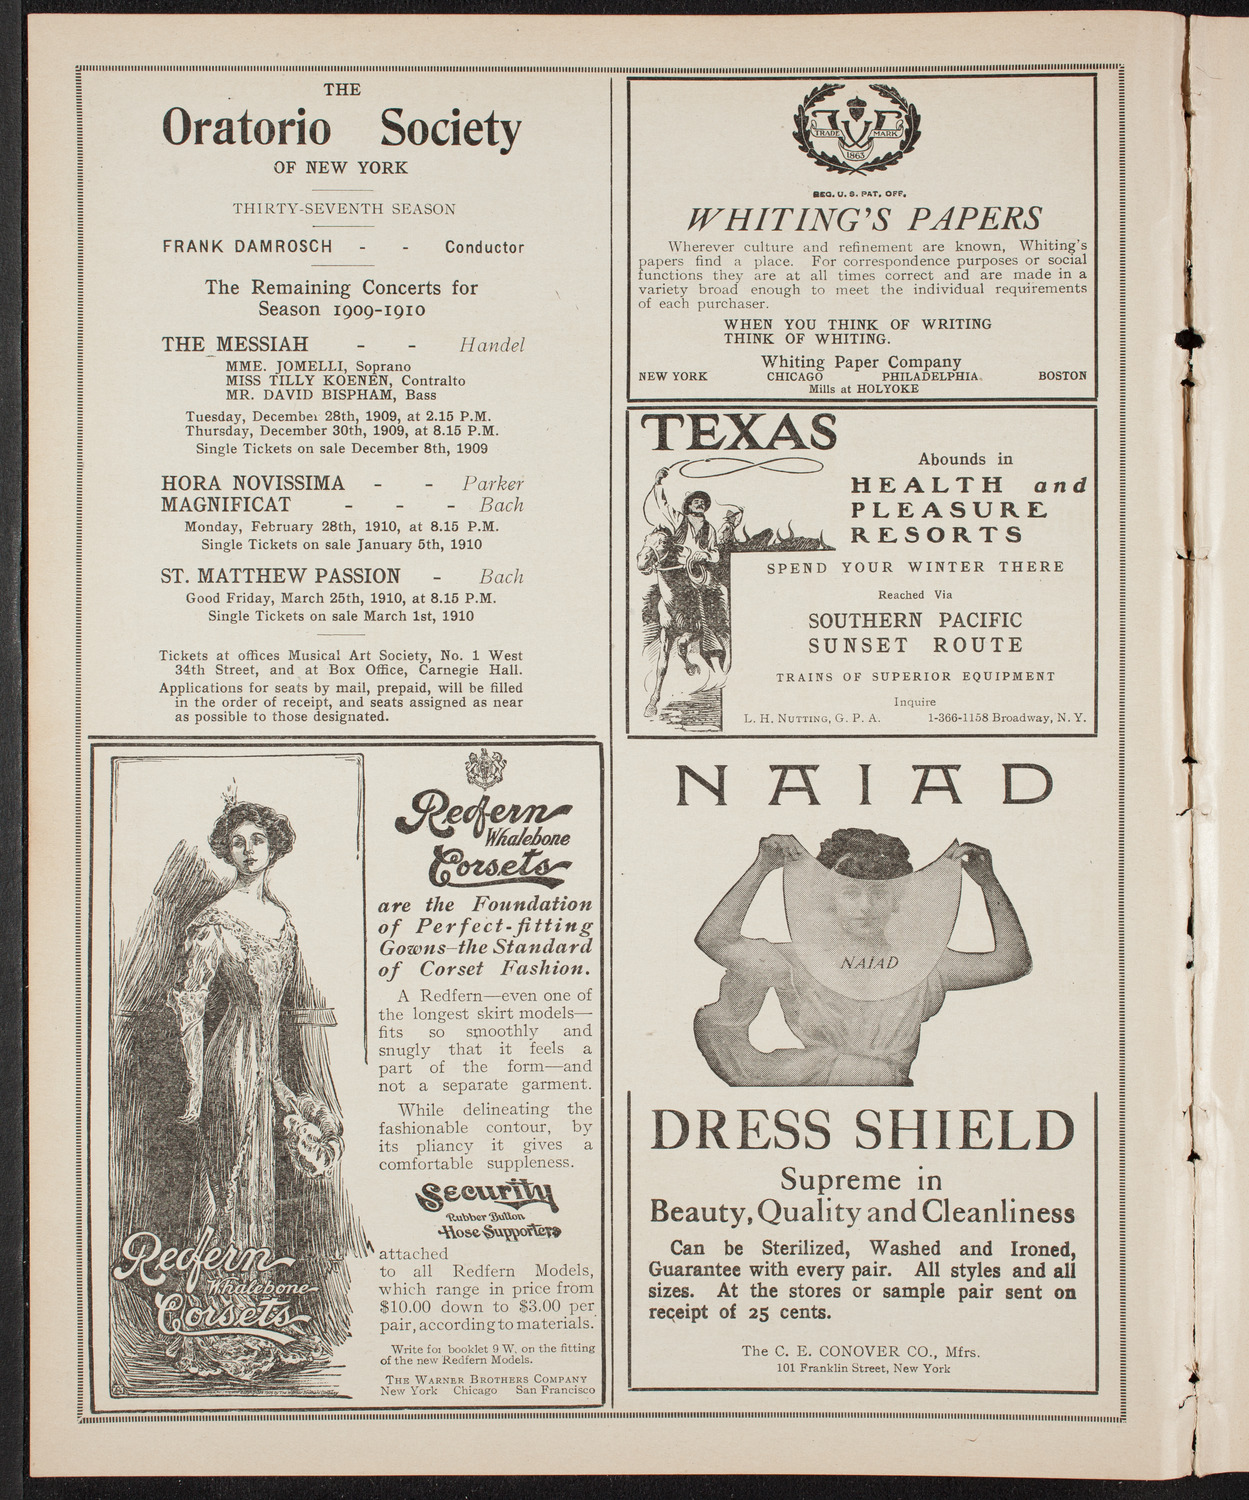 THE
Oratorio Society
OF NEW YORK
THIRTY-SEVENTH SEASON
FRANK DAMROSCH - - Conductor
The Remaining Concerts for
Season 1909-1910
THE MESSIAH - - Handel
MME. JOMELLI, Soprano
MISS TILLY KOENEN, Contralto
MR. DAVID BISPHAM, Bass
Tuesday, December 28th, 1909, at 2.15 P.M.
Thursday, December 30th, 1909, at 8.15 P.M.
Single Tickets on sale December 8th, 1909
HORA NOVISSIMA - - Parker
MAGNIFICAT - - - Bach
Monday, February 28th, 1910, at 8.15 P.M.
Single Tickets on sale January 5th, 1910
ST. MATTHEW PASSION - Bach
Good Friday, March 25th, 1910, at 8.15 P.M.
Single Tickets on sale March 1st, 1910
Tickets at offices Musical Art Society, No. 1 West
34th Street, and at Box Office, Carnegie Hall.
Applications for seats by mail, prepaid, will be filled
in the order of receipt, and seats assigned as near
as possible to those designated.
Redfern
Whalebone
Corsets
are the Foundation
of Perfect-fitting
Gowns—the Standard
of Corset Fashion.
A Redfern—even one of
the longest skirt models—
fits so smoothly and
snugly that it feels a
part of the form—and
not a separate garment.
While delineating the
fashionable contour, by
its pliancy it gives a
comfortable suppleness.
Security
Rubber Button
Hose Supporters
attached
to all Redfern Models,
which range in price from
$10.00 down to $3.00 per
pair, according to materials.
Write for booklet 9 W. on the fitting
of the new Redfern Models.
THE WARNER BROTHERS COMPANY
New York Chicago San Francisco
Redfern
Whalebone
Corsets
TRADE MARK
1865
REG. U. S. PAT. OFF.
WHITING'S PAPERS
Wherever culture and refinement are known, Whiting's
papers find a place. For correspondence purposes or social
functions they are at all times correct and are made in a
variety broad enough to meet the individual requirements
of each purchaser.
WHEN YOU THINK OF WRITING
THINK OF WHITING.
Whiting Paper Company
NEW YORK CHICAGO PHILADELPHIA BOSTON
Mills at HOLYOKE
TEXAS
Abounds in
HEALTH and
PLEASURE
RESORTS
SPEND YOUR WINTER THERE
Reached Via
SOUTHERN PACIFIC
SUNSET ROUTE
TRAINS OF SUPERIOR EQUIPMENT
Inquire
L. H. NUTTING, G. P. A. 1-366-1158 Broadway, N. Y.
NAIAD
NAIAD
DRESS SHIELD
Supreme in
Beauty, Quality and Cleanliness
Can be Sterilized, Washed and Ironed,
Guarantee with every pair. All styles and all
sizes. At the stores or sample pair sent on
receipt of 25 cents.
The C. E. CONOVER CO., Mfrs.
101 Franklin Street, New York